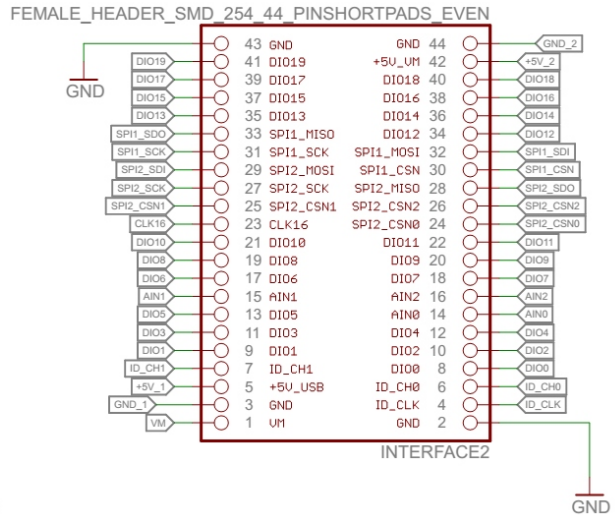 FEMALE_HEADER_SMD_254_44_PINSHORTPADS_EVEN
43 GND GND 44 GND_2
DIO19 41 DIO19 +5V_VM 42 +5V_2
DIO17 39 DIO17 DIO18 40 DIO18
GND
DIO15 37 DIO15 DIO16 38 DIO16
DIO13 35 DIO13 DIO14 36 DIO14
SPI1_SDO 33 SPI1_MISO DIO12 34 DIO12
SPI1_SCK 31 SPI1_SCK SPI1_MOSI 32 SPI1_SDI
SPI2_SDI 29 SPI2_MOSI SPI1_CSN 30 SPI1_CSN
SPI2_SCK 27 SPI2_SCK SPI2_MISO 28 SPI2_SDO
SPI2_CSN1 25 SPI2_CSN1 SPI2_CSN2 26 SPI2_CSN2
CLK16 23 CLK16 SPI2_CSN0 24 SPI2_CSN0
DIO10 21 DIO10 DIO11 22 DIO11
DIO8 19 DIO8 DIO9 20 DIO9
DIO6 17 DIO6 DIO7 18 DIO7
AIN1 15 AIN1 AIN2 16 AIN2
DIO5 13 DIO5 AIN0 14 AIN0
DIO3 11 DIO3 DIO4 12 DIO4
DIO1 9 DIO1 DIO2 10 DIO2
ID_CH1 7 ID_CH1 DIO0 8 DIO0
+5V_1 5 +5V_USB ID_CH0 6 ID_CH0
GND_1 3 GND ID_CLK 4 ID_CLK
VM 1 VM GND 2
INTERFACE2
GND